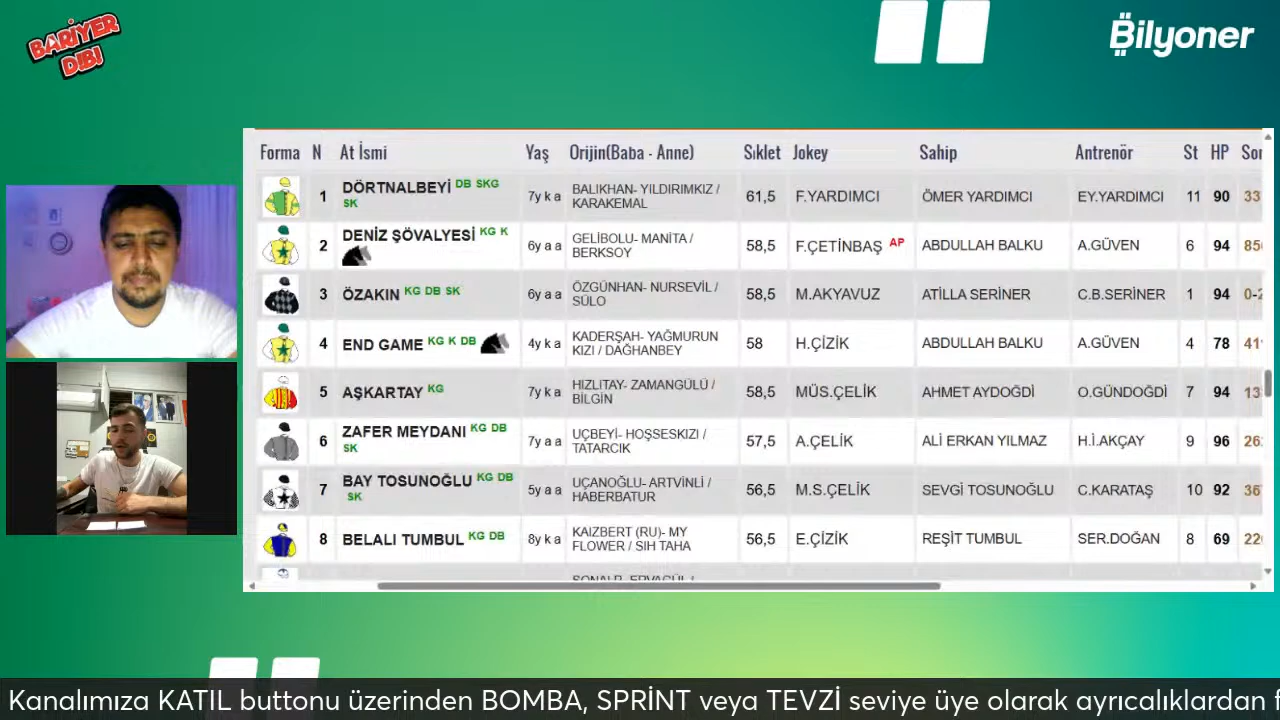 BARİYER
DİBİ
Bilyoner
Forma N At İsmi Yaş Orijin(Baba - Anne) Sıklet Jokey Sahip Antrenör St HP
1 DÖRTNALBEYİ DB SKG SK 7y k a BALIKHAN- YILDIRIMKIZ / KARAKEMAL 61,5 F.YARDIMCI ÖMER YARDIMCI EY.YARDIMCI 11 90 33
2 DENİZ ŞÖVALYESİ KG K 6y a a GELİBOLU- MANİTA / BERKSOY 58,5 F.ÇETİNBAŞ AP ABDULLAH BALKU A.GÜVEN 6 94
3 ÖZAKIN KG DB SK 6y a a ÖZGÜNHAN- NURSEVİL / SÜLO 58,5 M.AKYAVUZ ATİLLA SERİNER C.B.SERİNER 1 94
4 END GAME KG K DB 4y k a KADERŞAH- YAĞMURUN KIZI / DAĞHANBEY 58 H.ÇİZİK ABDULLAH BALKU A.GÜVEN 4 78
5 AŞKARTAY KG 7y k a HIZLITAY- ZAMANGÜLÜ / BİLGİN 58,5 MÜS.ÇELİK AHMET AYDOĞDİ O.GÜNDOĞDİ 7 94
6 ZAFER MEYDANI KG DB SK 7y a a UÇBEYİ- HOŞSESKIZI / TATARCIK 57,5 A.ÇELİK ALİ ERKAN YILMAZ H.İ.AKÇAY 9 96
7 BAY TOSUNOĞLU KG DB SK 5y a a UÇANOĞLU- ARTVİNLİ / HABERBATUR 56,5 M.S.ÇELİK SEVGİ TOSUNOĞLU C.KARATAŞ 10 92
8 BELALI TUMBUL KG DB 8y k a KAIZBERT (RU)- MY FLOWER / SIH TAHA 56,5 E.ÇİZİK REŞİT TUMBUL SER.DOĞAN 8 69
Kanalımıza KATIL buttonu üzerinden BOMBA, SPRİNT veya TEVZİ seviye üye olarak ayrıcalıklardan f